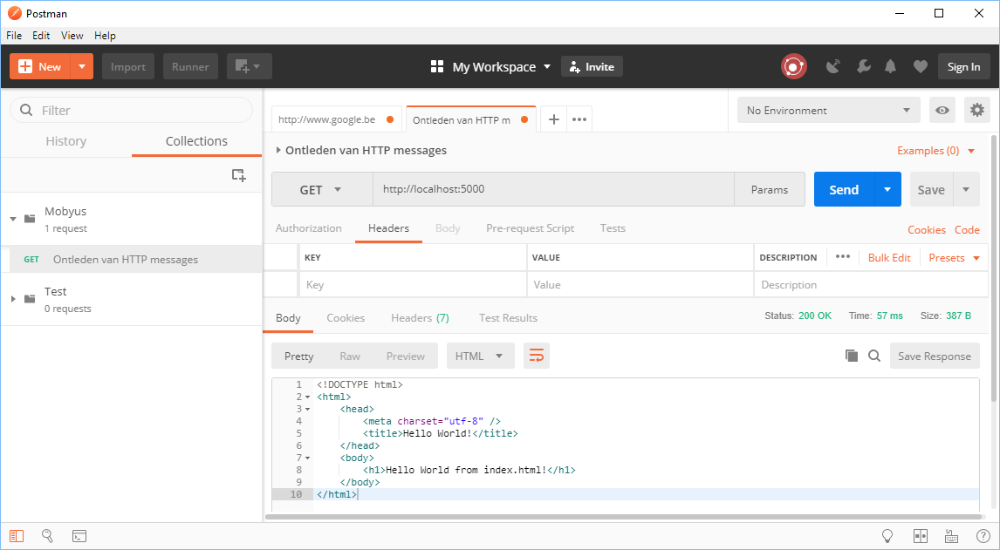 Postman
File Edit View Help
New Import Runner My Workspace Invite Sign In
Filter
History Collections
Mobyus
1 request
GET Ontleden van HTTP messages
Test
0 requests
http://www.google.be Ontleden van HTTP m No Environment
Ontleden van HTTP messages Examples (0)
GET http://localhost:5000 Params Send Save
Authorization Headers Body Pre-request Script Tests Cookies Code
KEY VALUE DESCRIPTION Bulk Edit Presets
Key Value Description
Body Cookies Headers (7) Test Results Status: 200 OK Time: 57 ms Size: 387 B
Pretty Raw Preview HTML Save Response
1 <!DOCTYPE html>
2 <html>
3 <head>
4 <meta charset="utf-8" />
5 <title>Hello World!</title>
6 </head>
7 <body>
8 <h1>Hello World from index.html!</h1>
9 </body>
10 </html>